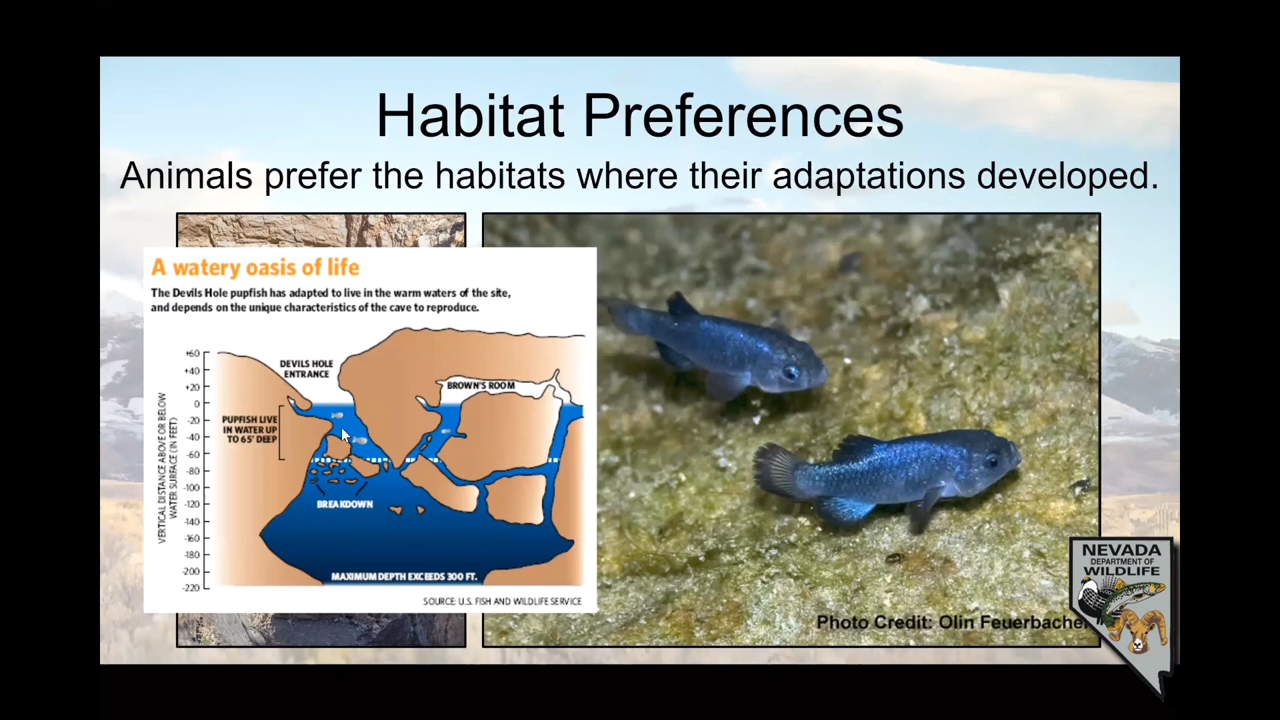 Habitat Preferences
Animals prefer the habitats where their adaptations developed.
A watery oasis of life
The Devils Hole pupfish has adapted to live in the warm waters of the site,
and depends on the unique characteristics of the cave to reproduce.
VERTICAL DISTANCE ABOVE OR BELOW
WATER SURFACE (IN FEET)
+60
+40
+20
0
-20
-40
-60
-80
-100
-120
-140
-160
-180
-200
-220
DEVILS HOLE
ENTRANCE
BROWN'S ROOM
PUPFISH LIVE
IN WATER UP
TO 65' DEEP
BREAKDOWN
MAXIMUM DEPTH EXCEEDS 300 FT.
SOURCE: U.S. FISH AND WILDLIFE SERVICE
Photo Credit: Olin Feuerbacher
NEVADA
DEPARTMENT OF
WILDLIFE